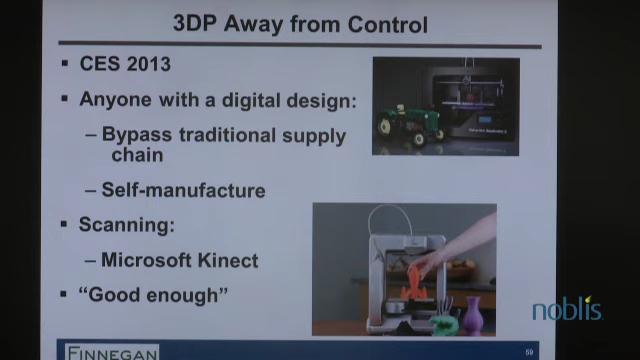 3DP Away from Control
▪ CES 2013
▪ Anyone with a digital design:
– Bypass traditional supply
chain
– Self-manufacture
▪ Scanning:
– Microsoft Kinect
▪ “Good enough”
noblis
FINNEGAN
59